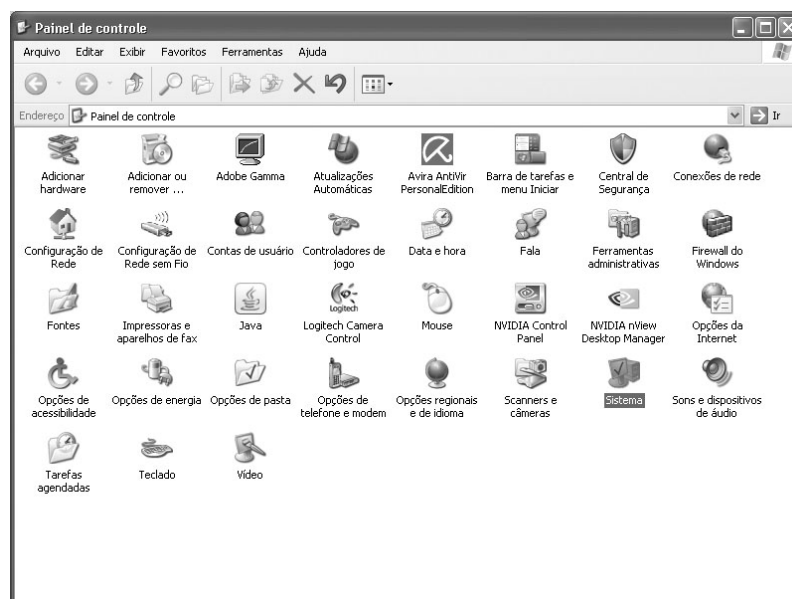 Painel de controle
Arquivo Editar Exibir Favoritos Ferramentas Ajuda
Endereço Painel de controle Ir
Adicionar hardware
Adicionar ou remover ...
Adobe Gamma
Atualizações Automáticas
Avira AntiVir PersonalEdition
Barra de tarefas e menu Iniciar
Central de Segurança
Conexões de rede
Configuração de Rede
Configuração de Rede sem Fio
Contas de usuário
Controladores de jogo
Data e hora
Fala
Ferramentas administrativas
Firewall do Windows
Fontes
Impressoras e aparelhos de fax
Java
Logitech
Logitech Camera Control
Mouse
NVIDIA Control Panel
NVIDIA nView Desktop Manager
Opções da Internet
Opções de acessibilidade
Opções de energia
Opções de pasta
Opções de telefone e modem
Opções regionais e de idioma
Scanners e câmeras
Sistema
Sons e dispositivos de áudio
Tarefas agendadas
Teclado
Vídeo